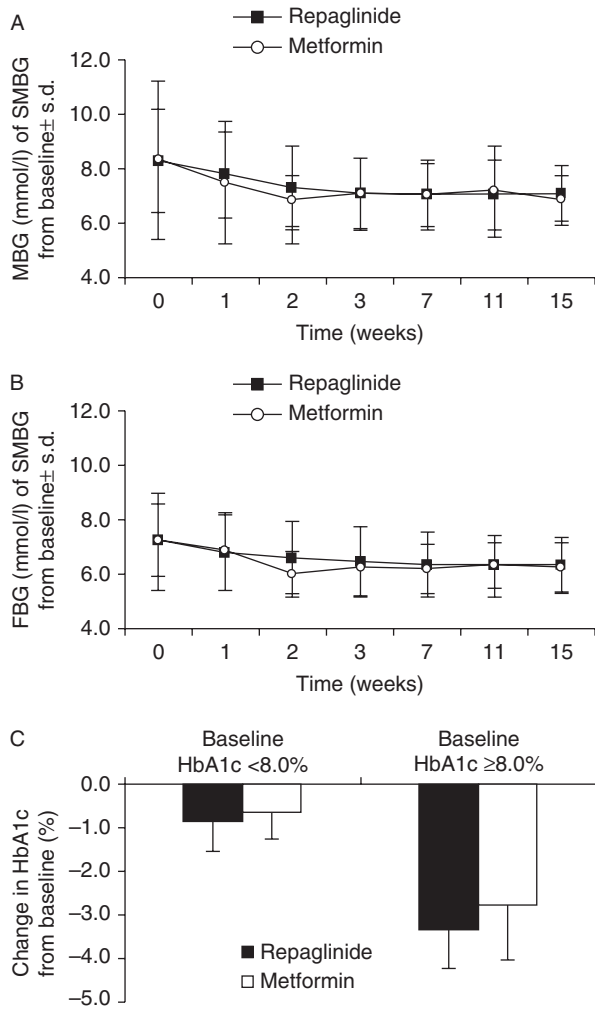 A
Repaglinide
Metformin
MBG (mmol/l) of SMBG
from baseline± s.d.
12.0
10.0
8.0
6.0
4.0
0 1 2 3 7 11 15
Time (weeks)
B
Repaglinide
Metformin
FBG (mmol/l) of SMBG
from baseline± s.d.
12.0
10.0
8.0
6.0
4.0
0 1 2 3 7 11 15
Time (weeks)
C
Baseline
HbA1c <8.0%
Baseline
HbA1c ≥8.0%
Change in HbA1c
from baseline (%)
0.0
–1.0
–2.0
–3.0
–4.0
–5.0
Repaglinide
Metformin